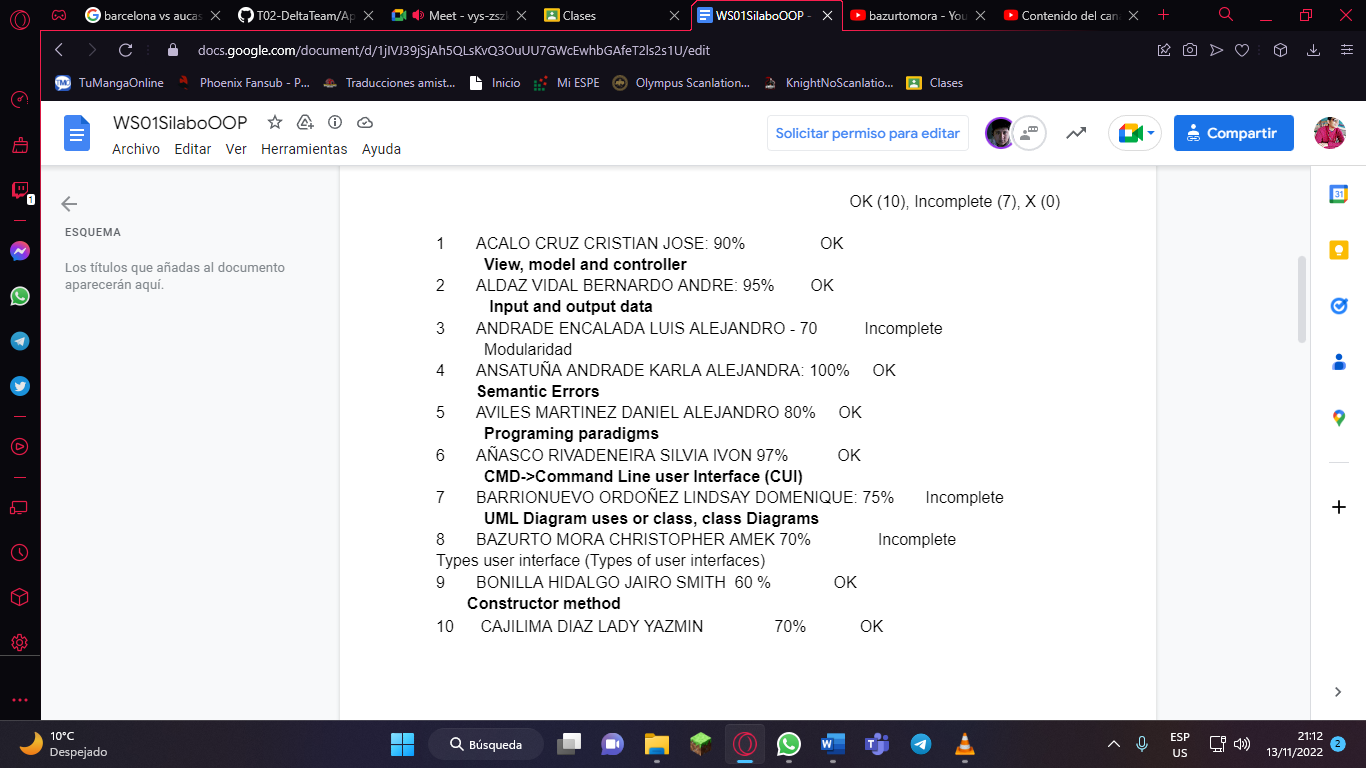 barcelona vs aucas
T02-DeltaTeam/Ap
Meet - vys-zszk
Clases
WS01SilaboOOP -
bazurtomora - You
Contenido del can
docs.google.com/document/d/1jIVJ39jSjAh5QLsKvQ3OuUU7GWcEwhbGAfeT2ls2s1U/edit
TuMangaOnline
Phoenix Fansub - P...
Traducciones amist...
Inicio
Mi ESPE
Olympus Scanlation...
KnightNoScanlatio...
Clases
WS01SilaboOOP
Archivo Editar Ver Herramientas Ayuda
Solicitar permiso para editar
Compartir
ESQUEMA
Los títulos que añadas al documento
aparecerán aquí.
OK (10), Incomplete (7), X (0)
1 ACALO CRUZ CRISTIAN JOSE: 90% OK
View, model and controller
2 ALDAZ VIDAL BERNARDO ANDRE: 95% OK
Input and output data
3 ANDRADE ENCALADA LUIS ALEJANDRO - 70 Incomplete
Modularidad
4 ANSATUÑA ANDRADE KARLA ALEJANDRA: 100% OK
Semantic Errors
5 AVILES MARTINEZ DANIEL ALEJANDRO 80% OK
Programing paradigms
6 AÑASCO RIVADENEIRA SILVIA IVON 97% OK
CMD->Command Line user Interface (CUI)
7 BARRIONUEVO ORDOÑEZ LINDSAY DOMENIQUE: 75% Incomplete
UML Diagram uses or class, class Diagrams
8 BAZURTO MORA CHRISTOPHER AMEK 70% Incomplete
Types user interface (Types of user interfaces)
9 BONILLA HIDALGO JAIRO SMITH 60 % OK
Constructor method
10 CAJILIMA DIAZ LADY YAZMIN 70% OK
1
31
10°C
Despejado
Búsqueda
ESP
US
21:12
13/11/2022
2